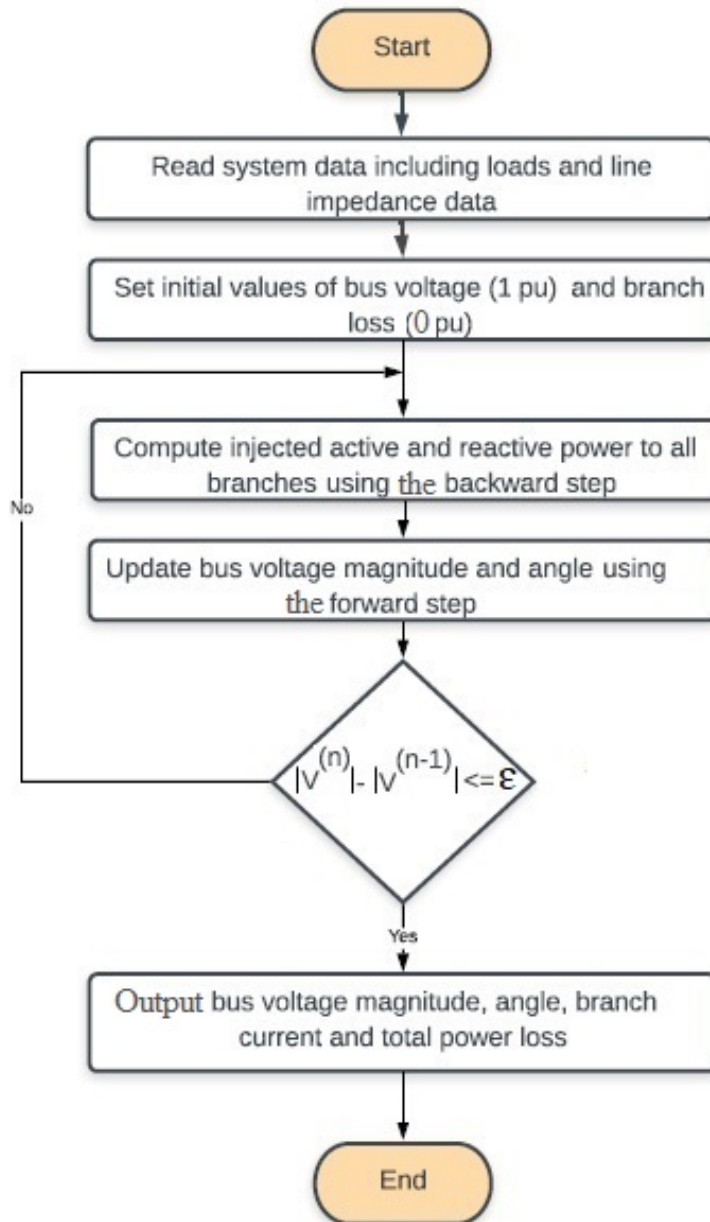 Start
Read system data including loads and line
impedance data
Set initial values of bus voltage (1 pu) and branch
loss (0 pu)
Compute injected active and reactive power to all
branches using the backward step
No
Update bus voltage magnitude and angle using
the forward step
|V^(n)|- |V^(n-1)| <= ε
Yes
Output bus voltage magnitude, angle, branch
current and total power loss
End